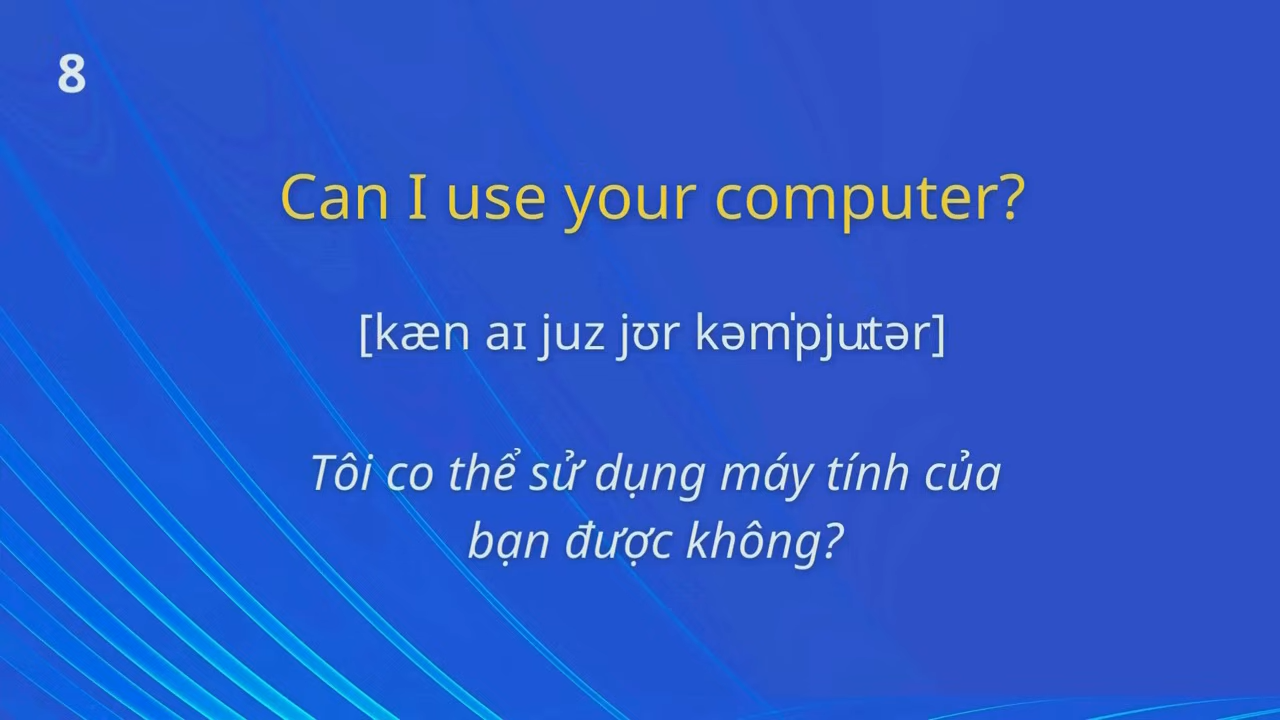 8
Can I use your computer?
[kæn aɪ juz jʊr kəmˈpjuːtər]
Tôi co thể sử dụng máy tính của
bạn được không?